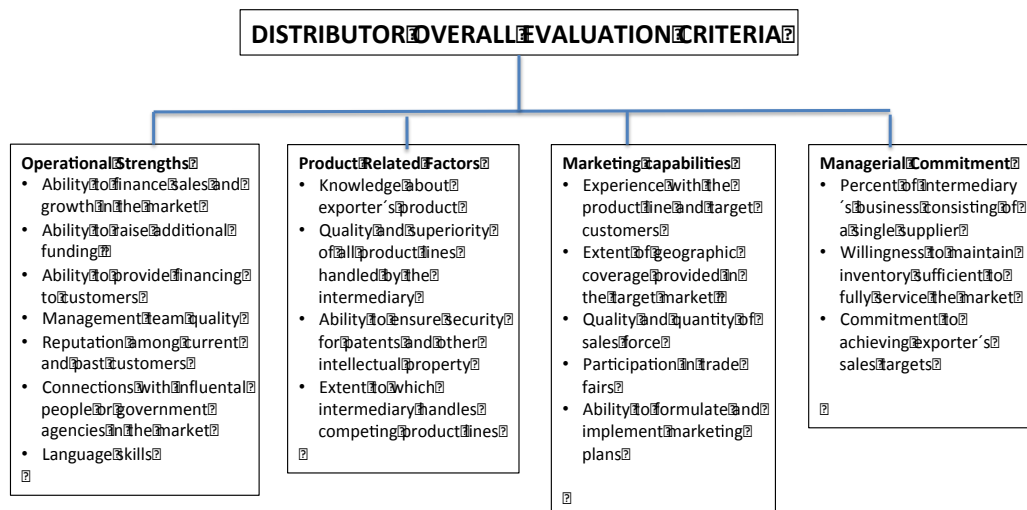 DISTRIBUTOR OVERALL EVALUATION CRITERIA
Operational Strengths
• Ability to finance sales and
growth in the market
• Ability to raise additional
funding
• Ability to provide financing
to customers
• Management team quality
• Reputation among current
and past customers
• Connections with influental
people or government
agencies in the market
• Language skills
Product Related Factors
• Knowledge about
exporter´s product
• Quality and superiority
of all product lines
handled by the
intermediary
• Ability to ensure security
for patents and other
intellectual property
• Extent to which
intermediary handles
competing product lines
Marketing capabilities
• Experience with the
product line and target
customers
• Extent of geographic
coverage provided in
the target market
• Quality and quantity of
sales force
• Participation in trade
fairs
• Ability to formulate and
implement marketing
plans
Managerial Commitment
• Percent of intermediary
´s business consisting of
a single supplier
• Willingness to maintain
inventory sufficient to
fully service the market
• Commitment to
achieving exporter´s
sales targets